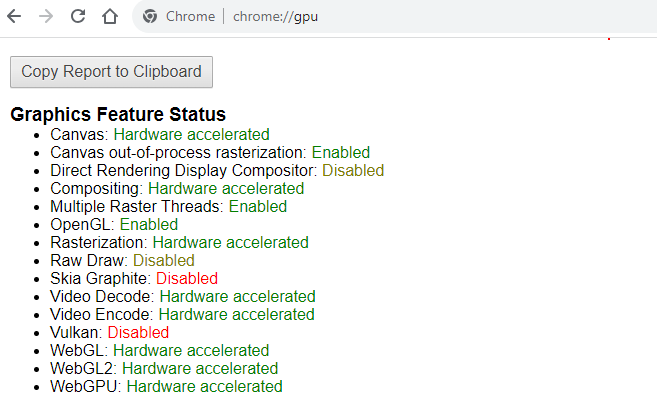 Chrome | chrome://gpu
Copy Report to Clipboard
Graphics Feature Status
• Canvas: Hardware accelerated
• Canvas out-of-process rasterization: Enabled
• Direct Rendering Display Compositor: Disabled
• Compositing: Hardware accelerated
• Multiple Raster Threads: Enabled
• OpenGL: Enabled
• Rasterization: Hardware accelerated
• Raw Draw: Disabled
• Skia Graphite: Disabled
• Video Decode: Hardware accelerated
• Video Encode: Hardware accelerated
• Vulkan: Disabled
• WebGL: Hardware accelerated
• WebGL2: Hardware accelerated
• WebGPU: Hardware accelerated